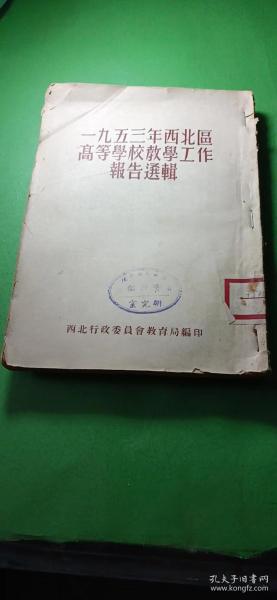 一九五三年西北區
高等學校教學工作
報告選輯
西北行政委員會教育局編印
孔夫子旧书网